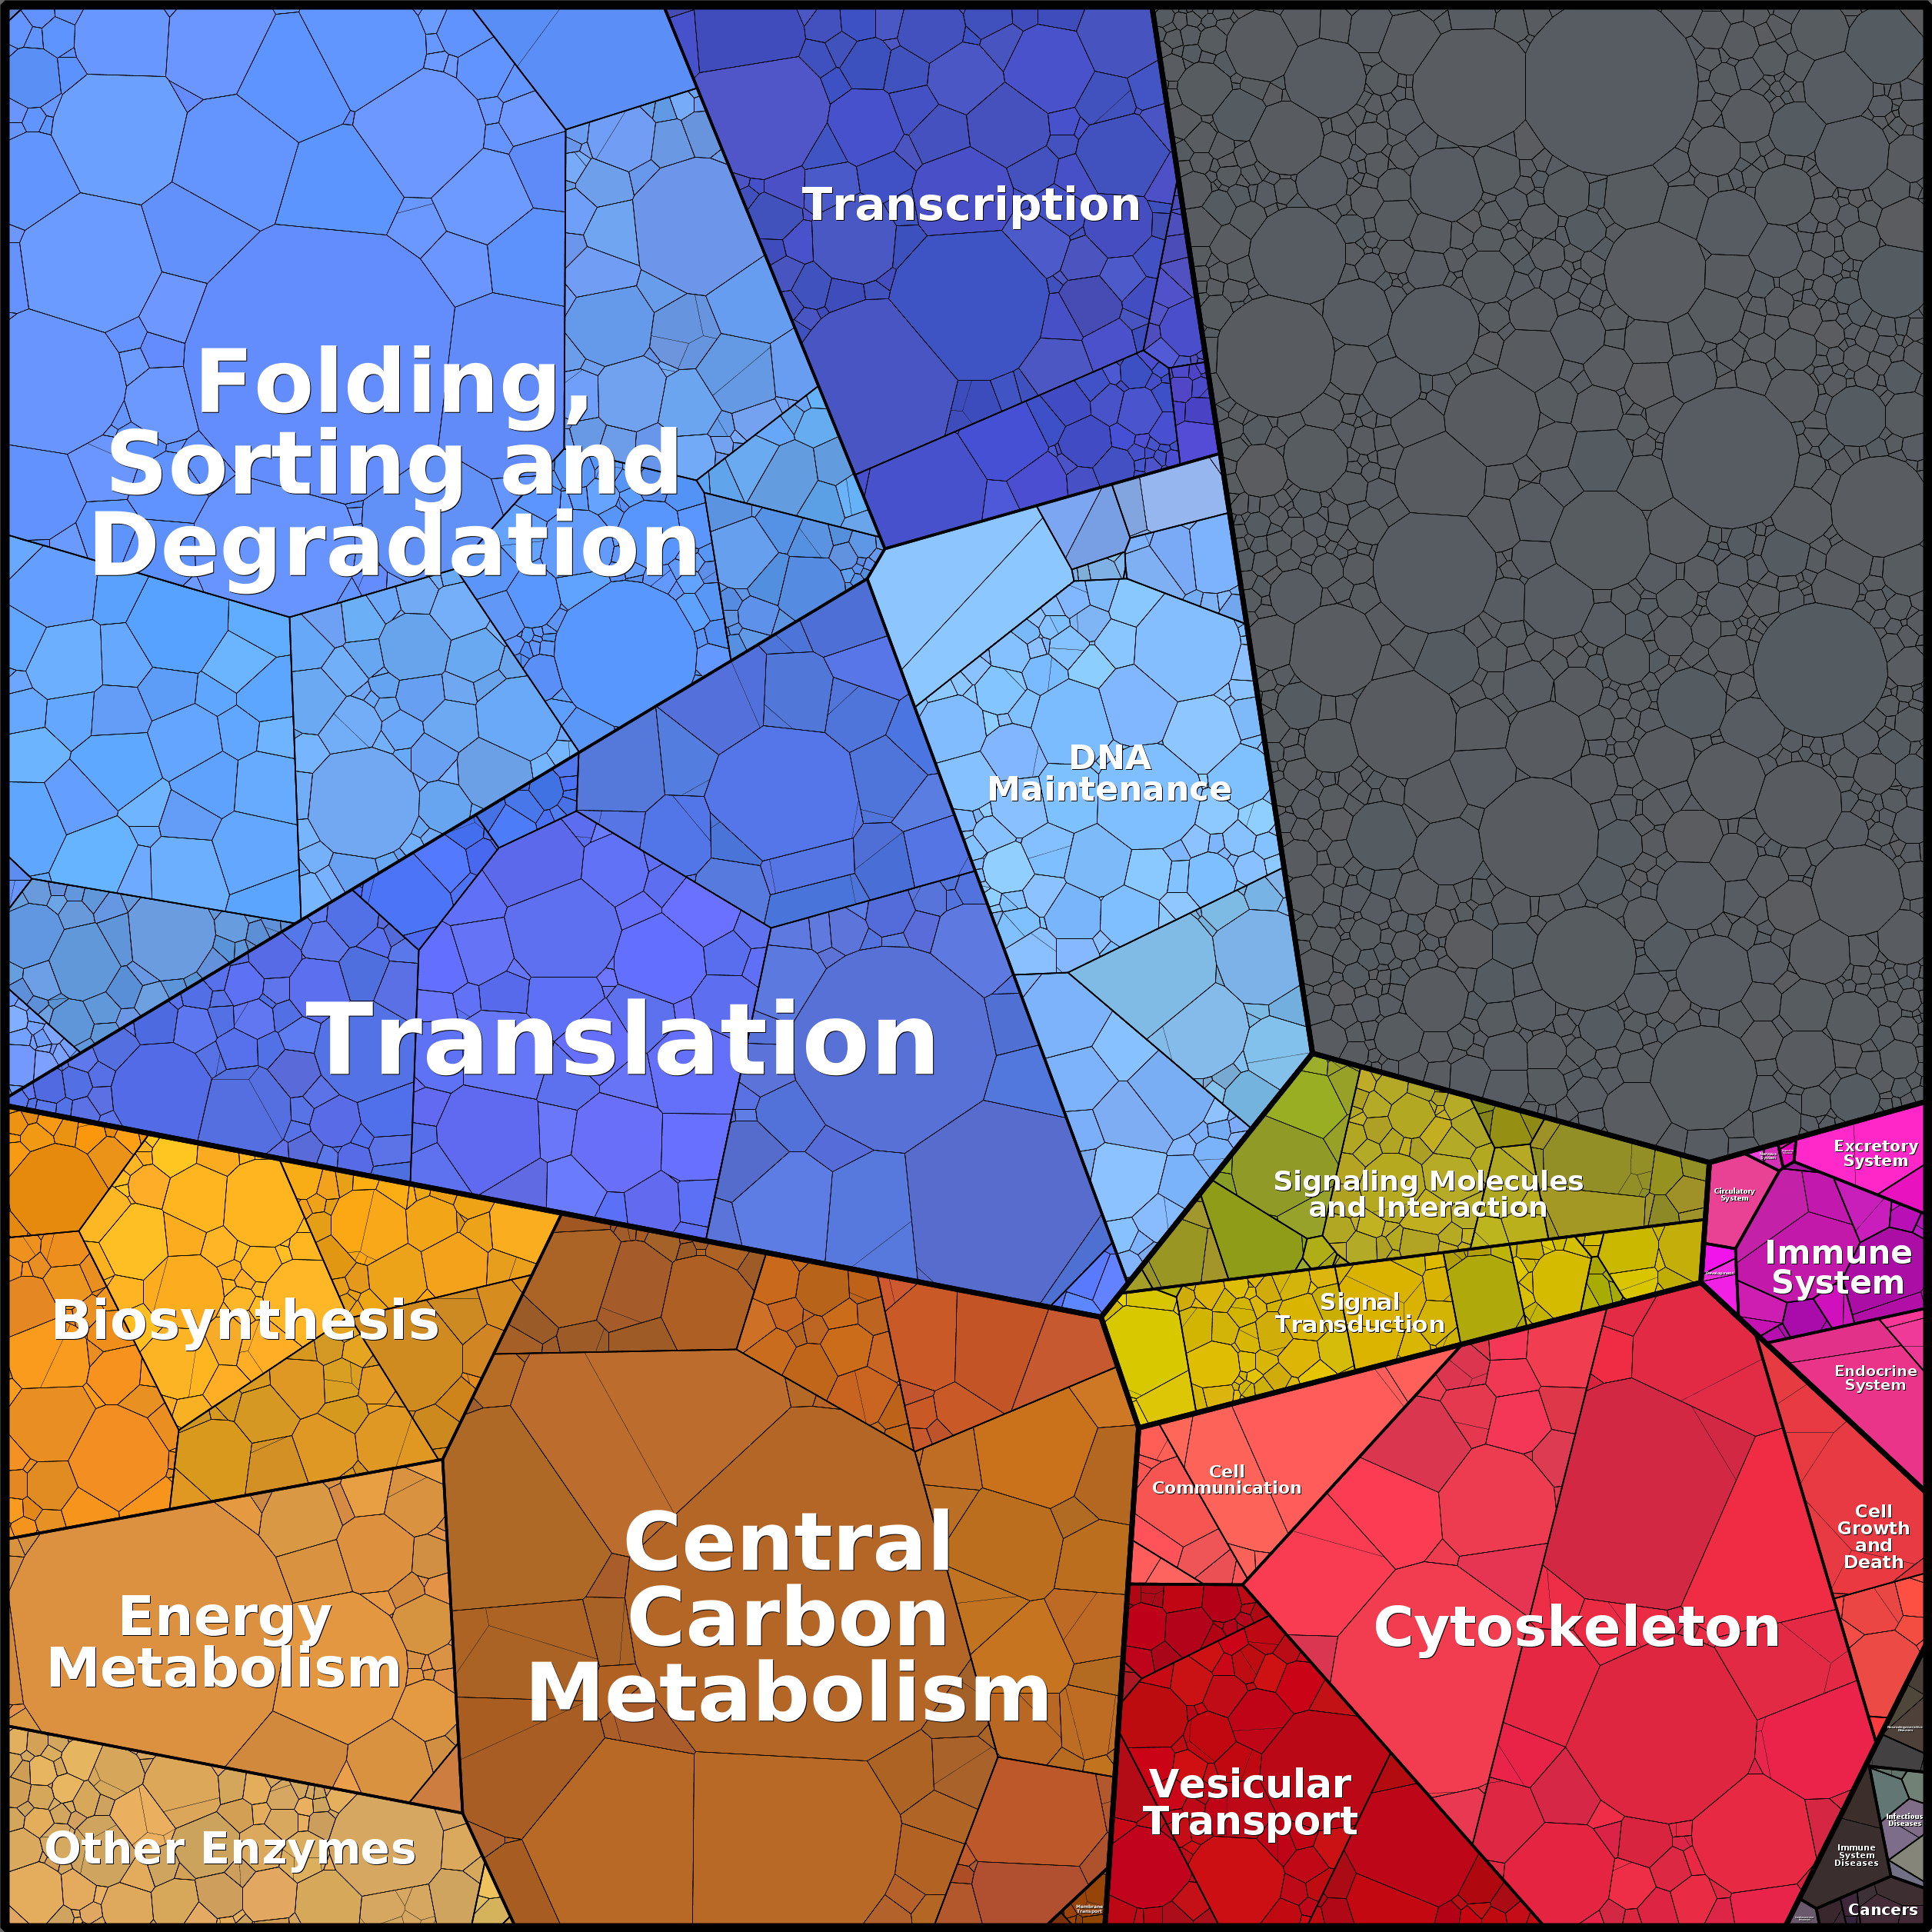 Transcription
Folding,
Sorting and
Degradation
DNA
Maintenance
Translation
Signaling Molecules
and Interaction
Signal
Transduction
Excretory
System
Circulatory
System
Immune
System
Endocrine
System
Biosynthesis
Cell
Communication
Cell
Growth
and
Death
Central
Carbon
Metabolism
Energy
Metabolism
Cytoskeleton
Vesicular
Transport
Other Enzymes
Membrane
Transport
Infectious
Diseases
Immune
System
Diseases
Cancers